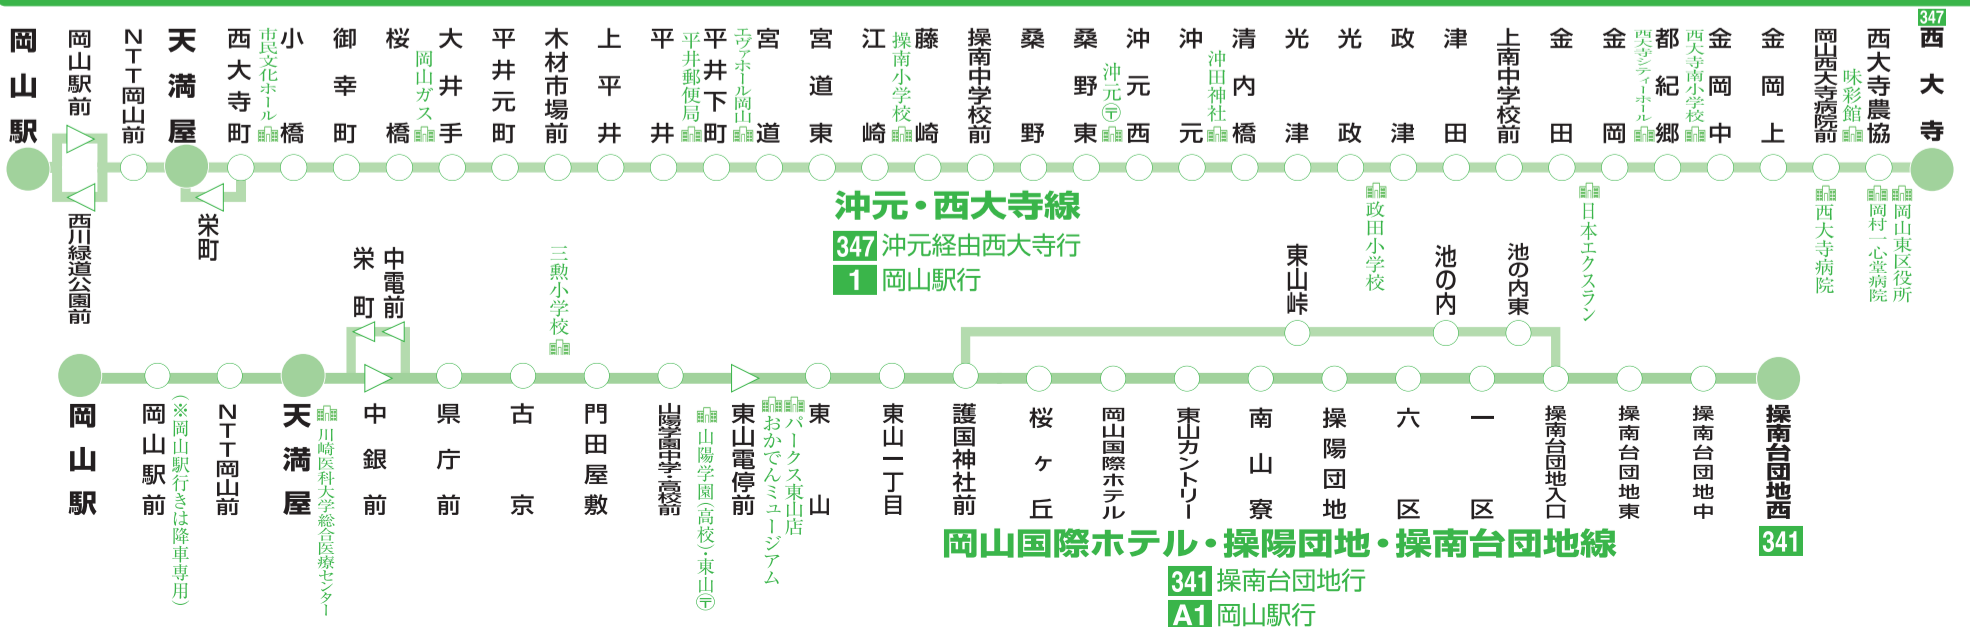 347
岡山駅
岡山駅前
NTT岡山前
天満屋
西大寺町
市民文化ホール
小橋
御幸町
桜橋
岡山ガス
大井手
平井元町
木材市場前
上平井
平井
平井郵便局
平井下町
エヴァホール岡山
宮道
宮道東
江崎
操南小学校
藤崎
操南中学校前
桑野
桑野東
沖元〒
沖元西
沖元
沖田神社
清内橋
光津
光政
政津
津田
上南中学校前
金田
金岡
西大寺シティーホール
都紀郷
西大寺南小学校
金岡中
金岡上
岡山西大寺病院前
味彩館
西大寺農協
西大寺
西川緑道公園前
栄町
沖元・西大寺線
347 沖元経由西大寺行
1 岡山駅行
政田小学校
日本エクスラン
西大寺病院
岡村一心堂病院
岡山東区役所
栄町
中電前
三勲小学校
東山峠
池の内
池の内東
岡山駅
岡山駅前
(※岡山駅行きは降車専用)
NTT岡山前
天満屋
川崎医科大学総合医療センター
中銀前
県庁前
古京
門田屋敷
山陽学園中学・高校前
山陽学園(高校)・東山〒
東山電停前
おかでんミュージアム
パークス東山店
東山
東山一丁目
護国神社前
桜ヶ丘
岡山国際ホテル
東山カントリー
南山寮
操陽団地
六区
一区
操南台団地入口
操南台団地東
操南台団地中
操南台団地西
341
岡山国際ホテル・操陽団地・操南台団地線
341 操南台団地行
A1 岡山駅行